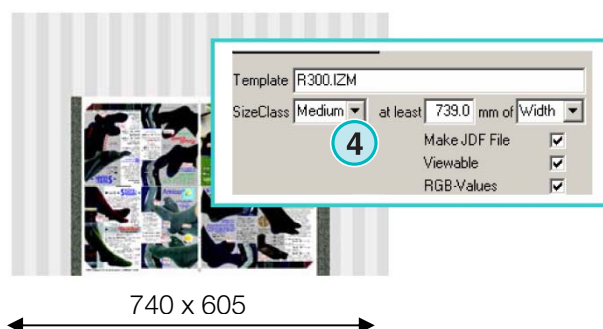 Template R300.IZM
SizeClass Medium at least 739.0 mm of Width
4
Make JDF File
Viewable
RGB-Values
740 x 605